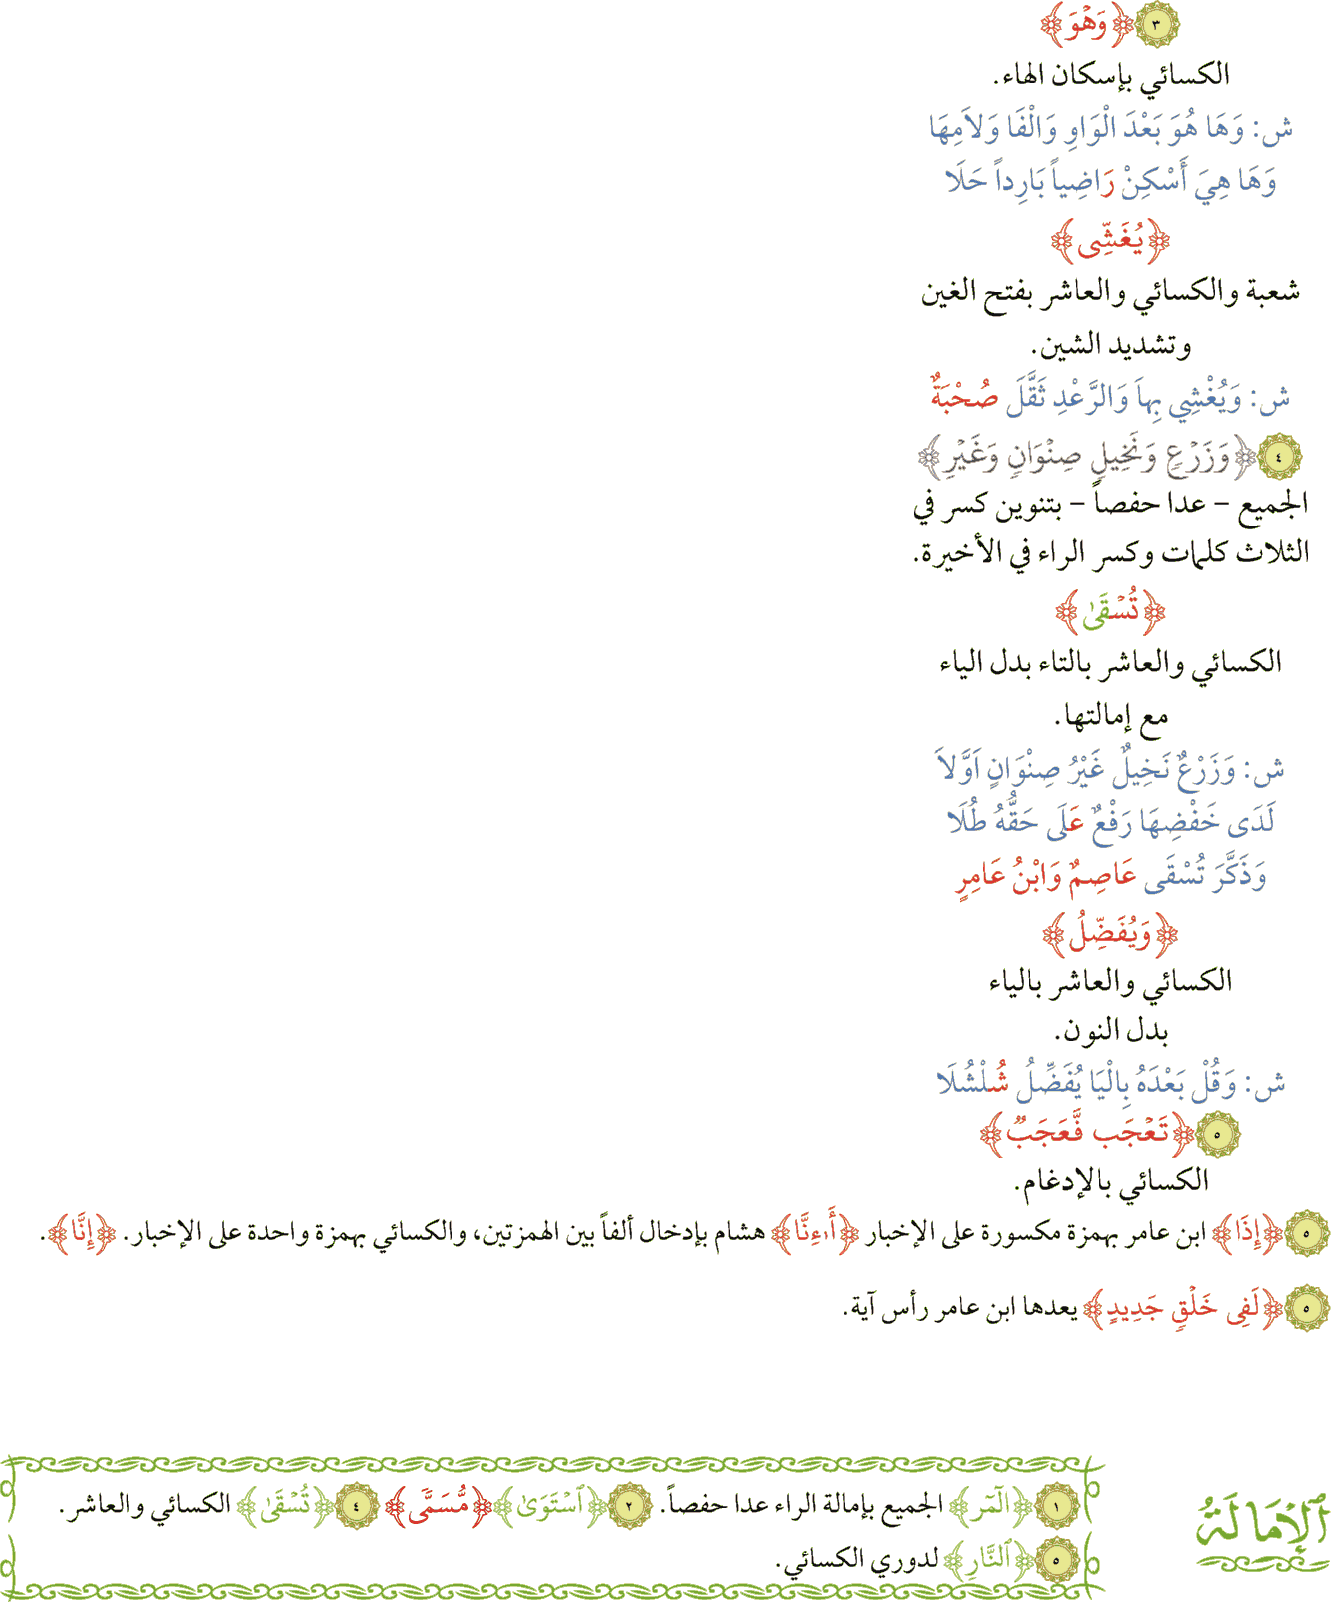 ٣ ﴿وَهْوَ﴾
الكسائي بإسكان الهاء.
ش: وَهَا هُوَ بَعْدَ الْوَاوِ وَالْفَا وَلاَمِهَا
وَهَا هِيَ أَسْكِنْ رَاضِياً بَارِداً حَلَا
﴿يُغَشِّى﴾
شعبة والكسائي والعاشر بفتح الغين
وتشديد الشين.
ش: وَيُغْشِي بِهاَ وَالرَّعْدِ ثَقَّلَ صُحْبَةٌ
٤ ﴿وَزَرْعٍ وَنَخِيلٍ صِنْوَانٍ وَغَيْرِ﴾
الجميع – عدا حفصاً – بتنوين كسر في
الثلاث كلمات وكسر الراء في الأخيرة.
﴿تُسْقَىٰ﴾
الكسائي والعاشر بالتاء بدل الياء
مع إمالتها.
ش: وَزَرْعٌ نَخِيلٌ غَيْرُ صِنْوَانٍ اَوَّلاَ
لَدَى خَفْضِهَا رَفْعٌ عَلَى حَقُّهُ طُلَا
وَذَكَّرَ تُسْقَى عَاصِمٌ وَابْنُ عَامِرٍ
﴿وَيُفَضِّلُ﴾
الكسائي والعاشر بالياء
بدل النون.
ش: وَقُلْ بَعْدَهُ بِالْيَا يُفَضِّلُ شُلْشُلَا
٥ ﴿تَعْجَب فَّعَجَبٌ﴾
الكسائي بالإدغام.
٥ ﴿إِذَا﴾ ابن عامر بهمزة مكسورة على الإخبار ﴿أَٰءِنَّا﴾ هشام بإدخال ألفاً بين الهمزتين، والكسائي بهمزة واحدة على الإخبار. ﴿إِنَّا﴾.
٥ ﴿لَفِى خَلْقٍ جَدِيدٍ﴾ يعدها ابن عامر رأس آية.
الإمالة
١ ﴿الٓمٓر﴾ الجميع بإمالة الراء عدا حفصاً. ٢ ﴿ٱسْتَوَىٰ﴾ ﴿مُّسَمًّى﴾ ٤ ﴿تُسْقَىٰ﴾ الكسائي والعاشر.
٥ ﴿ٱلنَّارِ﴾ لدوري الكسائي.